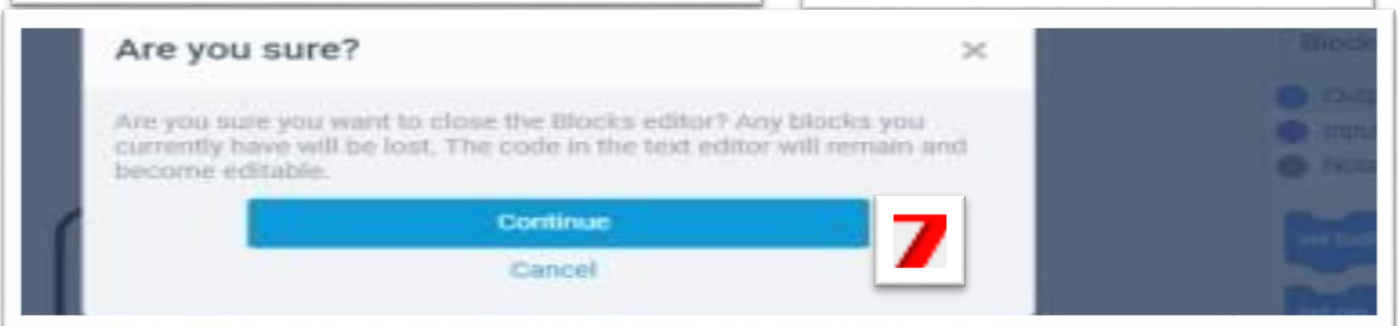 Are you sure?
×
Block
Are you sure you want to close the Blocks editor? Any blocks you
currently have will be lost. The code in the text editor will remain and
become editable.
Continue
7
Cancel